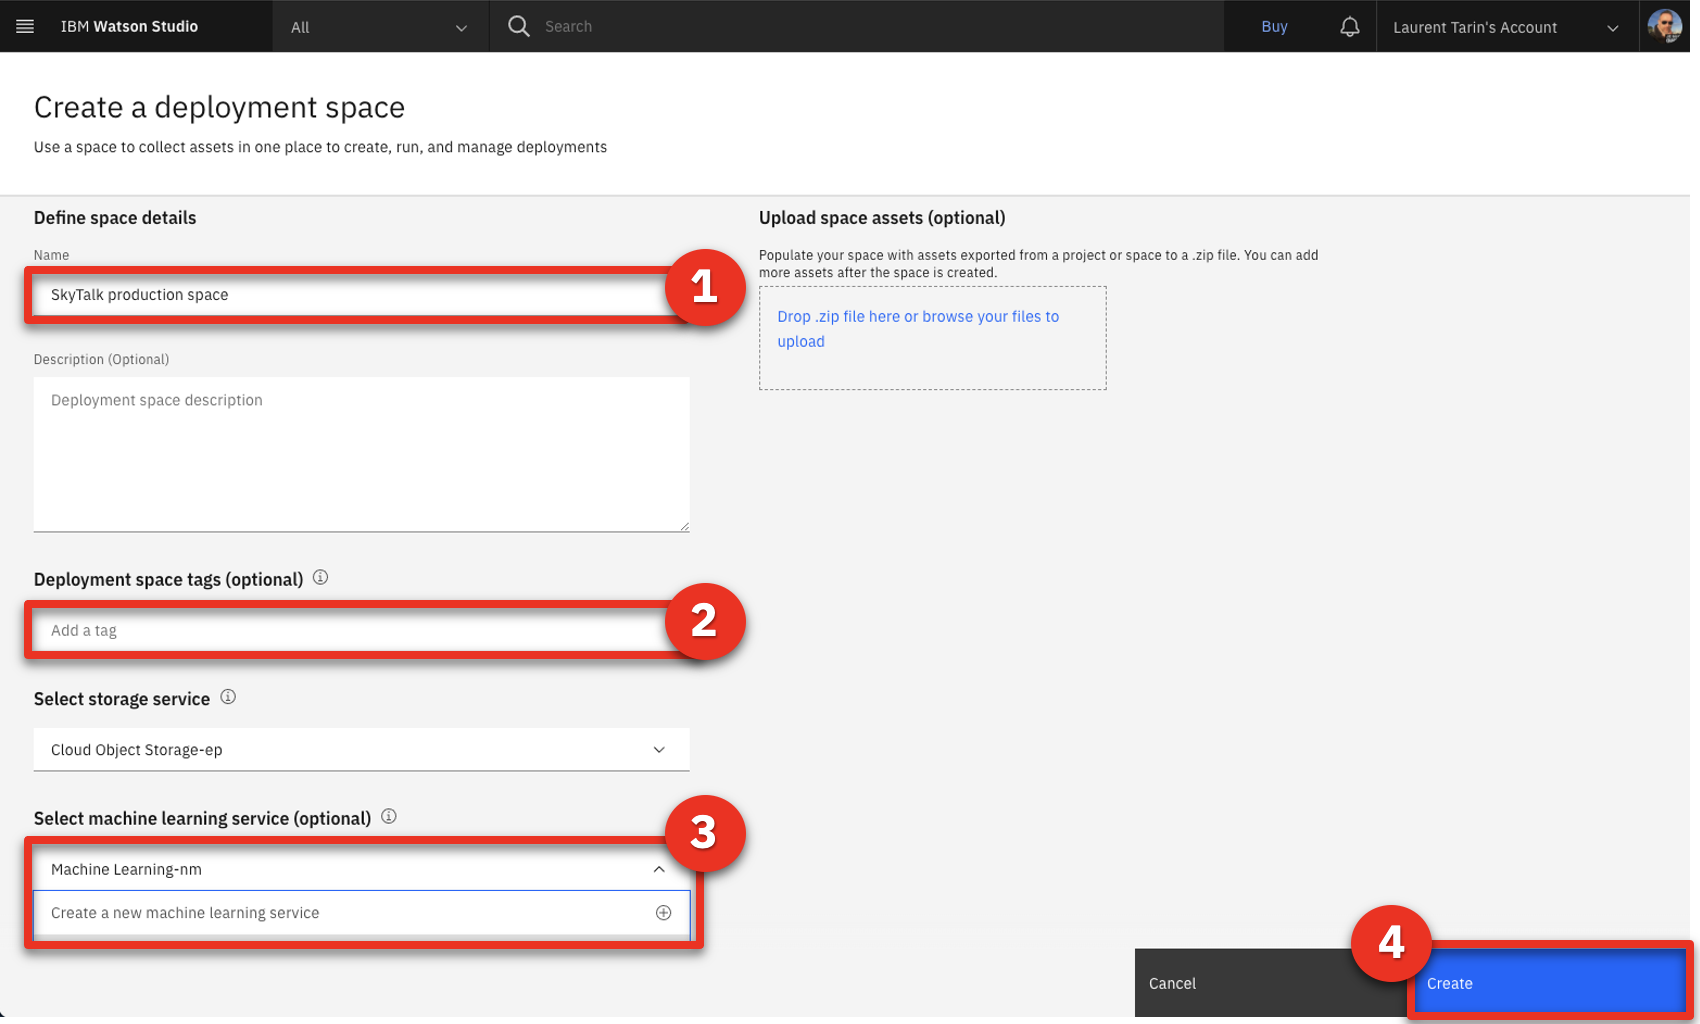 IBM Watson Studio
All
Search
Buy
Laurent Tarin's Account
Create a deployment space
Use a space to collect assets in one place to create, run, and manage deployments
Define space details
Name
SkyTalk production space
1
Description (Optional)
Deployment space description
Deployment space tags (optional)
Add a tag
2
Select storage service
Cloud Object Storage-ep
Select machine learning service (optional)
3
Machine Learning-nm
Create a new machine learning service
Upload space assets (optional)
Populate your space with assets exported from a project or space to a .zip file. You can add
more assets after the space is created.
Drop .zip file here or browse your files to
upload
Cancel
4
Create